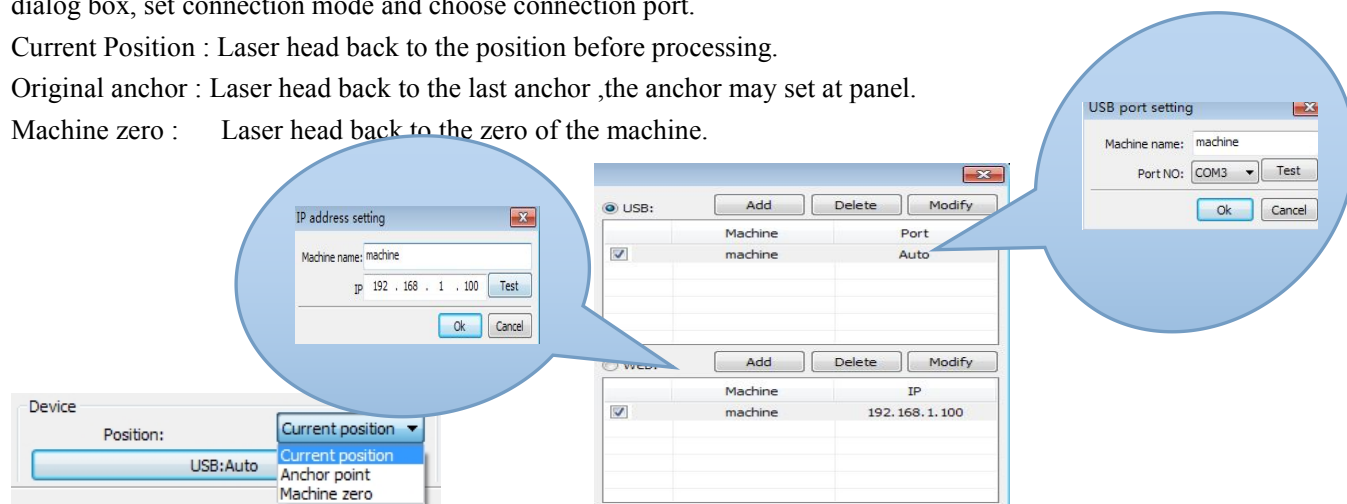 dialog box, set connection mode and choose connection port.
Current Position : Laser head back to the position before processing.
Original anchor : Laser head back to the last anchor ,the anchor may set at panel.
Machine zero :      Laser head back to the zero of the machine.
USB port setting
Machine name: machine
Port NO: COM3 Test
Ok Cancel
IP address setting
Machine name: machine
IP 192 . 168 . 1 . 100 Test
Ok Cancel
USB: Add Delete Modify
Machine Port
machine Auto
WEB: Add Delete Modify
Machine IP
machine 192.168.1.100
Device
Position: Current position
USB:Auto
Current position
Anchor point
Machine zero